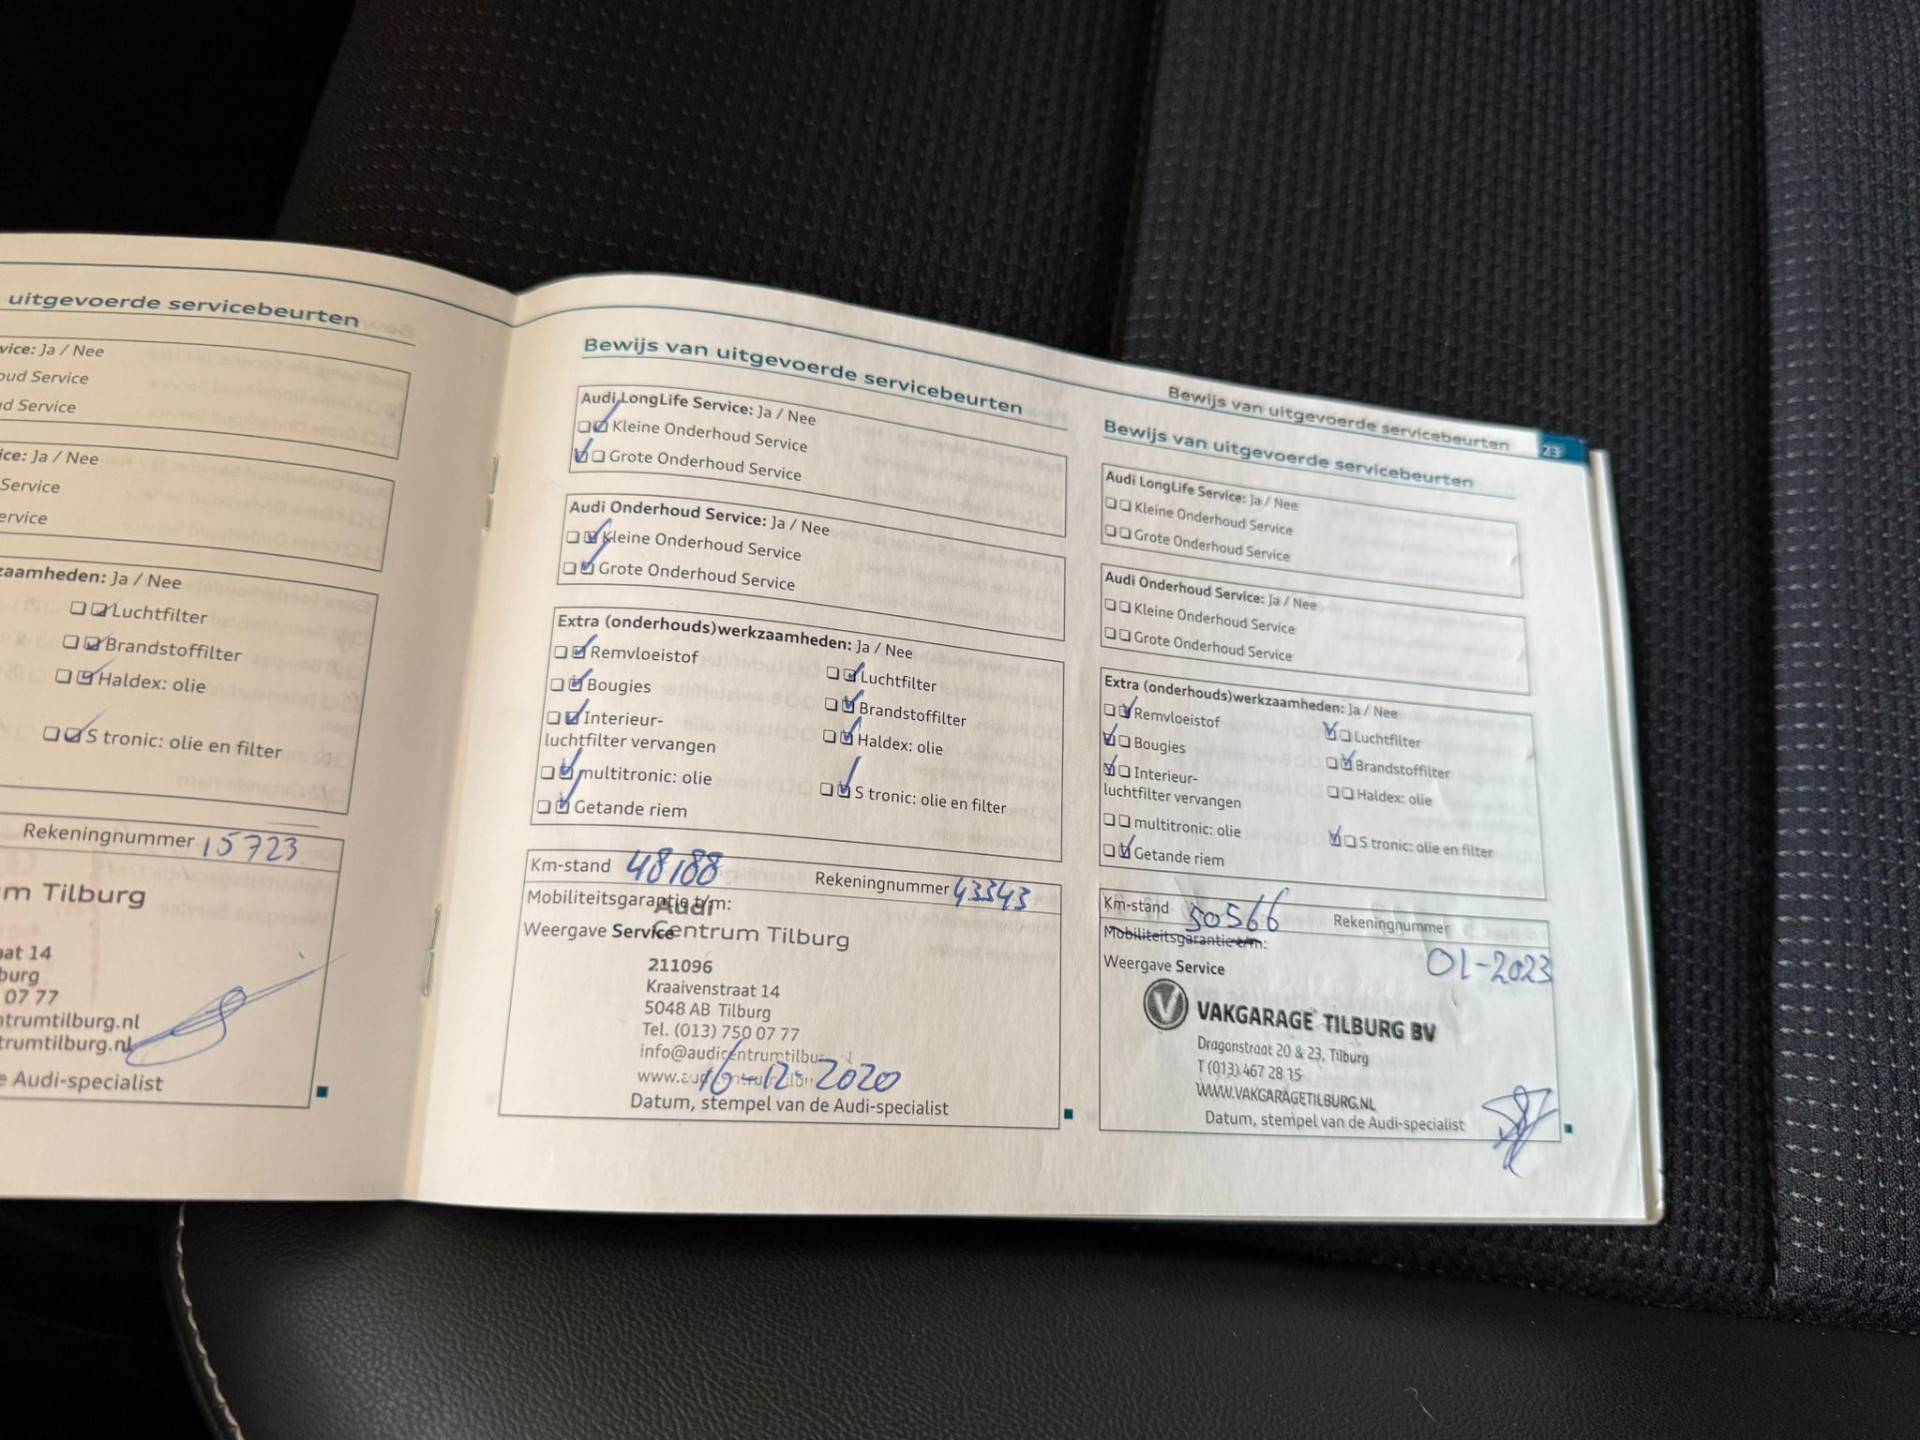 uitgevoerde servicebeurten
vice: Ja / Nee
oud Service
d Service
ice: Ja / Nee
Service
ervice
zaamheden: Ja / Nee
Luchtfilter
Brandstoffilter
Haldex: olie
S tronic: olie en filter
Rekeningnummer 15723
m Tilburg
aat 14
burg
07 77
ntrumtilburg.nl
trumtilburg.nl
e Audi-specialist
Bewijs van uitgevoerde servicebeurten
Audi LongLife Service: Ja / Nee
Kleine Onderhoud Service
Grote Onderhoud Service
Audi Onderhoud Service: Ja / Nee
Kleine Onderhoud Service
Grote Onderhoud Service
Extra (onderhouds)werkzaamheden: Ja / Nee
Remvloeistof
Bougies
Interieur-
luchtfilter vervangen
multitronic: olie
Getande riem
Luchtfilter
Brandstoffilter
Haldex: olie
S tronic: olie en filter
Km-stand 48188
Rekeningnummer 43343
Mobiliteitsgarantie t/m:
Weergave Service
Audi
Centrum Tilburg
211096
Kraaivenstraat 14
5048 AB Tilburg
Tel. (013) 750 07 77
info@audicentrumtilbu
16-12-2020
Datum, stempel van de Audi-specialist
Bewijs van uitgevoerde servicebeurten 23
Bewijs van uitgevoerde servicebeurten
Audi LongLife Service: Ja / Nee
Kleine Onderhoud Service
Grote Onderhoud Service
Audi Onderhoud Service: Ja / Nee
Kleine Onderhoud Service
Grote Onderhoud Service
Extra (onderhouds)werkzaamheden: Ja / Nee
Remvloeistof
Bougies
Interieur-
luchtfilter vervangen
multitronic: olie
Getande riem
Luchtfilter
Brandstoffilter
Haldex: olie
S tronic: olie en filter
Km-stand 50566
Rekeningnummer
Mobiliteitsgarantie t/m:
01-2023
Weergave Service
V VAKGARAGE TILBURG BV
Dragonstraat 20 & 23, Tilburg
T (013) 467 28 15
WWW.VAKGARAGETILBURG.NL
Datum, stempel van de Audi-specialist